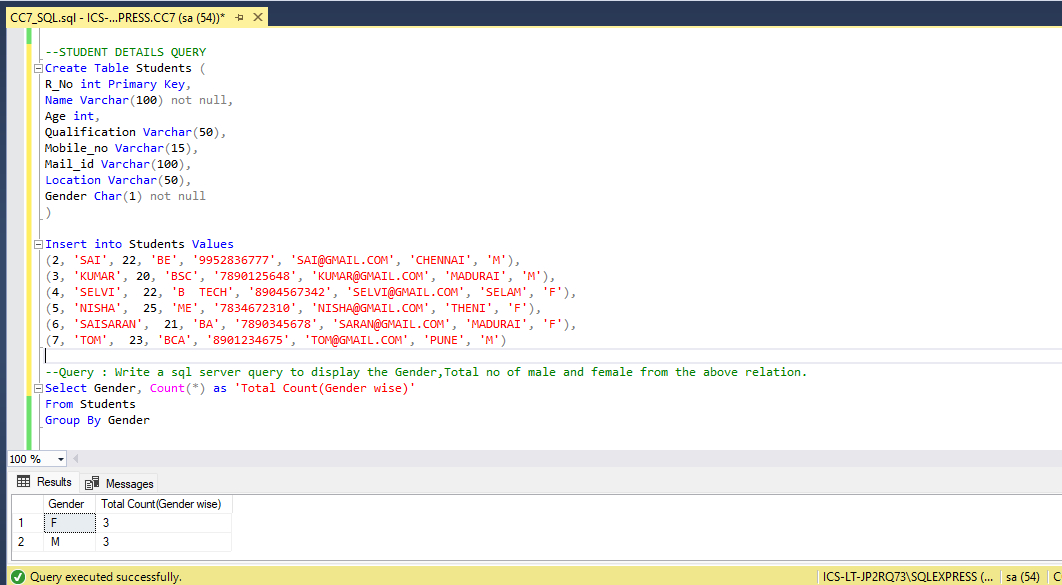 CC7_SQL.sql - ICS-...PRESS.CC7 (sa (54))*
--STUDENT DETAILS QUERY
Create Table Students (
R_No int Primary Key,
Name Varchar(100) not null,
Age int,
Qualification Varchar(50),
Mobile_no Varchar(15),
Mail_id Varchar(100),
Location Varchar(50),
Gender Char(1) not null
)
Insert into Students Values
(2, 'SAI', 22, 'BE', '9952836777', 'SAI@GMAIL.COM', 'CHENNAI', 'M'),
(3, 'KUMAR', 20, 'BSC', '7890125648', 'KUMAR@GMAIL.COM', 'MADURAI', 'M'),
(4, 'SELVI',  22, 'B  TECH', '8904567342', 'SELVI@GMAIL.COM', 'SELAM', 'F'),
(5, 'NISHA',  25, 'ME', '7834672310', 'NISHA@GMAIL.COM', 'THENI', 'F'),
(6, 'SAISARAN',  21, 'BA', '7890345678', 'SARAN@GMAIL.COM', 'MADURAI', 'F'),
(7, 'TOM',  23, 'BCA', '8901234675', 'TOM@GMAIL.COM', 'PUNE', 'M')
--Query : Write a sql server query to display the Gender,Total no of male and female from the above relation.
Select Gender, Count(*) as 'Total Count(Gender wise)'
From Students
Group By Gender
100 %
Results Messages
Gender Total Count(Gender wise)
1 F 3
2 M 3
Query executed successfully. ICS-LT-JP2RQ73\SQLEXPRESS (... sa (54) C